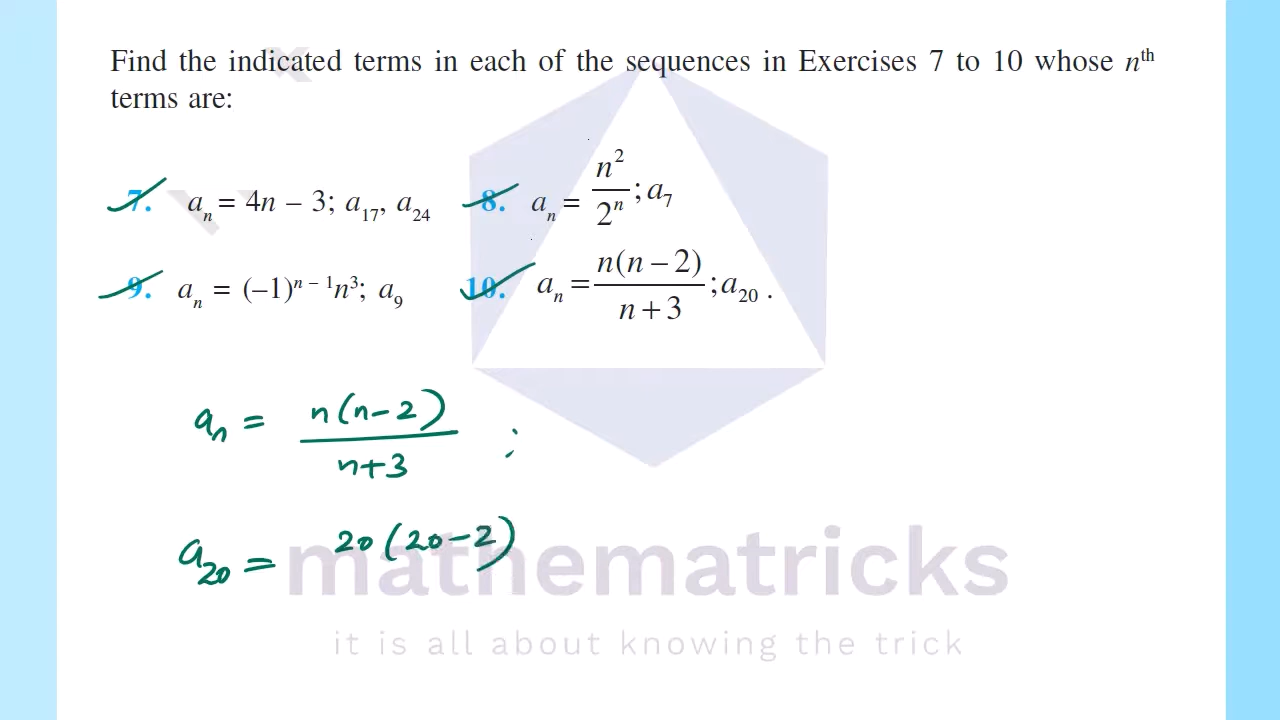 Find the indicated terms in each of the sequences in Exercises 7 to 10 whose nᵗʰ
terms are:
7. aₙ = 4n – 3; a₁₇, a₂₄
8. aₙ = n²/2ⁿ ; a₇
9. aₙ = (–1)ⁿ ⁻ ¹n³; a₉
10. aₙ = n(n – 2)/(n + 3) ; a₂₀ .
aₙ = n(n-2)/(n+3) ;
a₂₀ = 20(20-2)
mathematricks
it is all about knowing the trick